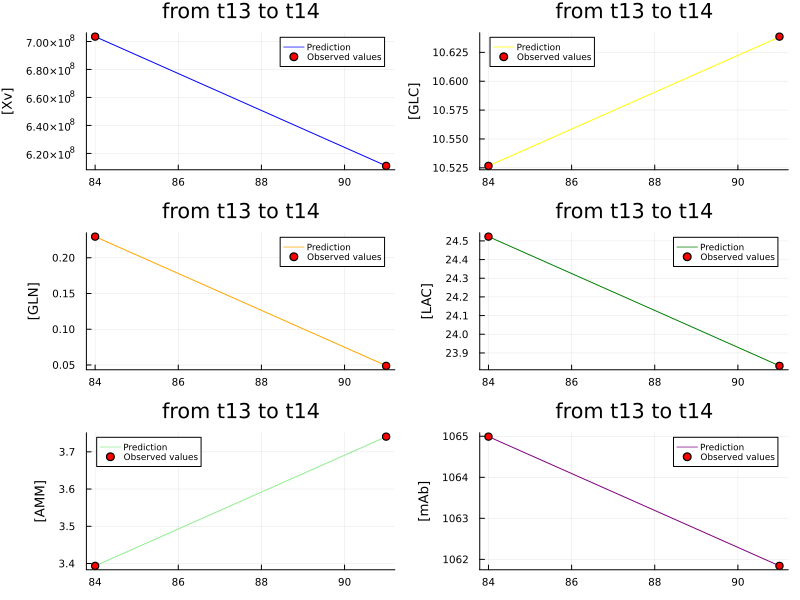 from t13 to t14
[Xv]
7.00×10⁸
6.80×10⁸
6.60×10⁸
6.40×10⁸
6.20×10⁸
84 86 88 90
Prediction
Observed values
from t13 to t14
[GLC]
10.625
10.600
10.575
10.550
10.525
84 86 88 90
Prediction
Observed values
from t13 to t14
[GLN]
0.20
0.15
0.10
0.05
84 86 88 90
Prediction
Observed values
from t13 to t14
[LAC]
24.5
24.4
24.3
24.2
24.1
24.0
23.9
84 86 88 90
Prediction
Observed values
from t13 to t14
[AMM]
3.7
3.6
3.5
3.4
84 86 88 90
Prediction
Observed values
from t13 to t14
[mAb]
1065
1064
1063
1062
84 86 88 90
Prediction
Observed values